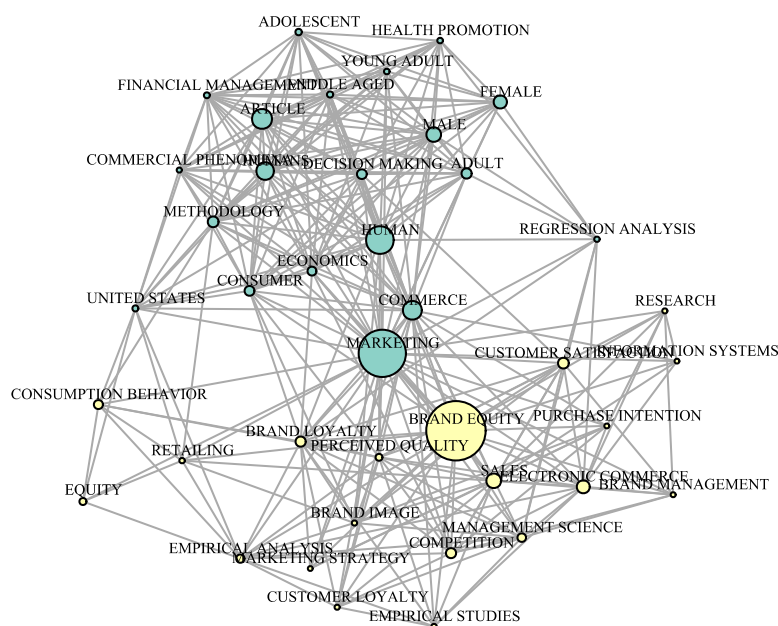 ADOLESCENT
HEALTH PROMOTION
YOUNG ADULT
FINANCIAL MANAGEMENT
MIDDLE AGED
FEMALE
ARTICLE
MALE
COMMERCIAL PHENOMENA
HUMANS
DECISION MAKING
ADULT
METHODOLOGY
HUMAN
REGRESSION ANALYSIS
ECONOMICS
CONSUMER
UNITED STATES
COMMERCE
RESEARCH
MARKETING
CUSTOMER SATISFACTION
INFORMATION SYSTEMS
CONSUMPTION BEHAVIOR
BRAND EQUITY
PURCHASE INTENTION
BRAND LOYALTY
PERCEIVED QUALITY
RETAILING
SALES
ELECTRONIC COMMERCE
BRAND MANAGEMENT
EQUITY
BRAND IMAGE
MANAGEMENT SCIENCE
COMPETITION
EMPIRICAL ANALYSIS
MARKETING STRATEGY
CUSTOMER LOYALTY
EMPIRICAL STUDIES